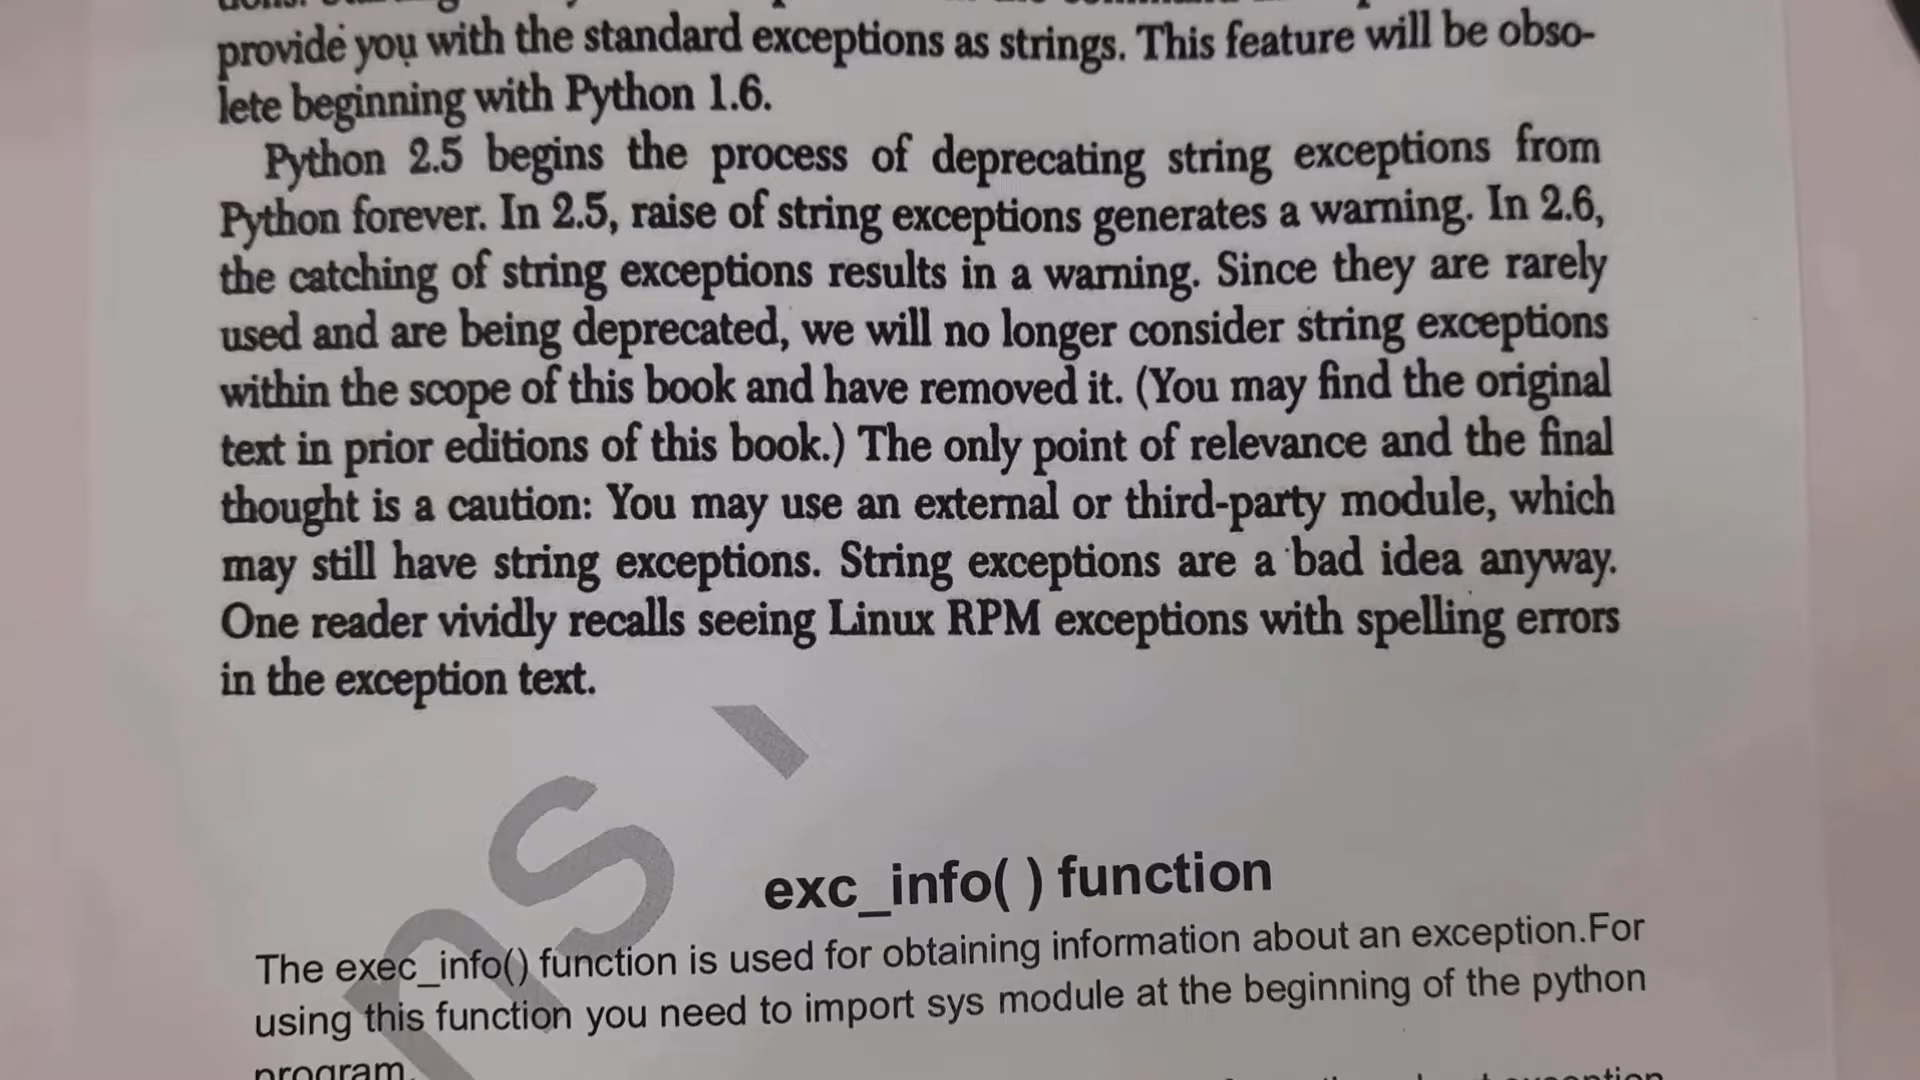 provide you with the standard exceptions as strings. This feature will be obso-
lete beginning with Python 1.6.
Python 2.5 begins the process of deprecating string exceptions from
Python forever. In 2.5, raise of string exceptions generates a warning. In 2.6,
the catching of string exceptions results in a warning. Since they are rarely
used and are being deprecated, we will no longer consider string exceptions
within the scope of this book and have removed it. (You may find the original
text in prior editions of this book.) The only point of relevance and the final
thought is a caution: You may use an external or third-party module, which
may still have string exceptions. String exceptions are a bad idea anyway.
One reader vividly recalls seeing Linux RPM exceptions with spelling errors
in the exception text.
ns
exc_info( ) function
The exec_info() function is used for obtaining information about an exception.For
using this function you need to import sys module at the beginning of the python
program.